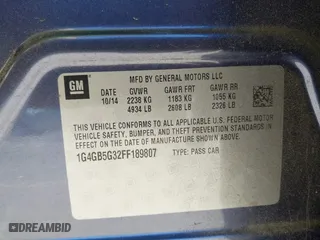 GM
MFD BY GENERAL MOTORS LLC
DATE GVWR GAWR FRT GAWR RR
10/14 2238 KG 1183 KG 1055 KG
4934 LB 2608 LB 2326 LB
THIS VEHICLE CONFORMS TO ALL APPLICABLE U.S. FEDERAL MOTOR
VEHICLE SAFETY, BUMPER, AND THEFT PREVENTION STANDARDS IN
EFFECT ON THE DATE OF MANUFACTURE SHOWN ABOVE.
1G4GB5G32FF189807 TYPE: PASS CAR
DREAMBID